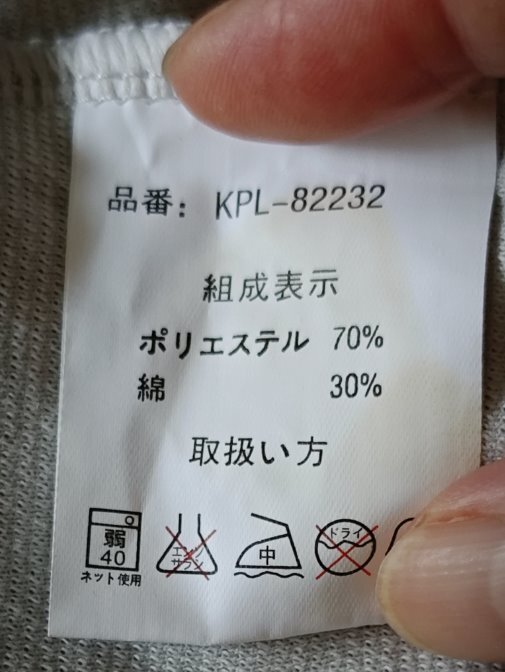 品番: KPL-82232
組成表示
ポリエステル 70%
綿 30%
取扱い方
弱 中 ドライ
40 エンソ
サラシ
ネット使用